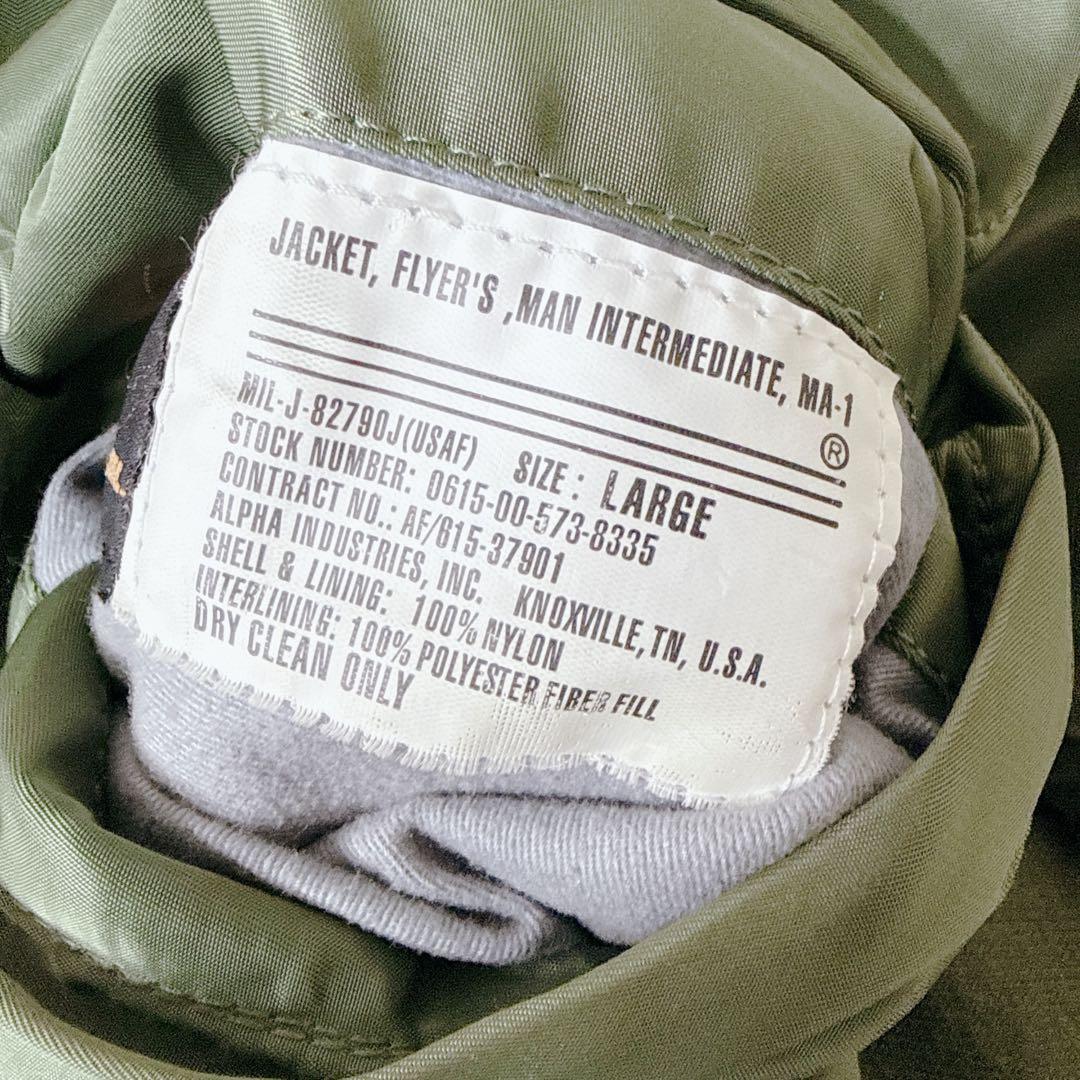 JACKET, FLYER'S ,MAN INTERMEDIATE, MA-1
®
MIL-J-82790J(USAF) SIZE : LARGE
STOCK NUMBER: 0615-00-573-8335
CONTRACT NO.: AF/615-37901
ALPHA INDUSTRIES, INC. KNOXVILLE, TN, U.S.A.
SHELL & LINING: 100% NYLON
INTERLINING: 100% POLYESTER FIBER FILL
DRY CLEAN ONLY